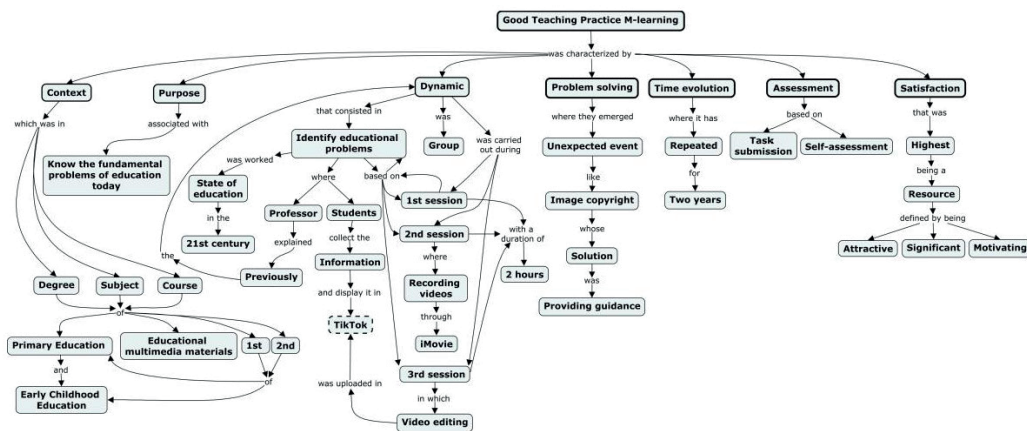 Good Teaching Practice M-learning
was characterized by
Context
Purpose
Dynamic
Problem solving
Time evolution
Assessment
Satisfaction
which was in
associated with
that consisted in
was
where they emerged
where it has
based on
that was
Know the fundamental
problems of education
today
Identify educational
problems
Group
was carried
out during
Unexpected event
Repeated
Task
submission
Self-assessment
Highest
was worked
where
based on
like
for
being a
State of
education
Professor
Students
1st session
Image copyright
Two years
Resource
in the
explained
collect the
2nd session
with a
duration of
whose
defined by being
21st century
where
Solution
Attractive
Significant
Motivating
the
Previously
Information
2 hours
was
Degree
Subject
Course
and display it in
Recording
videos
Providing guidance
of
TikTok
through
Primary Education
Educational
multimedia materials
1st
2nd
iMovie
and
of
was uploaded in
3rd session
Early Childhood
Education
in which
Video editing